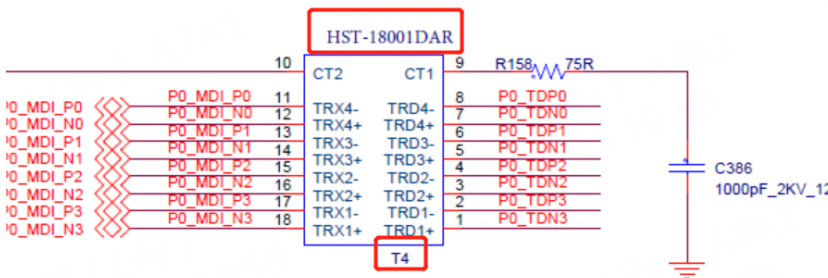 HST-18001DAR
10 CT2 CT1 9 R158 75R
P0_MDI_P0 P0_MDI_P0 11 TRX4- TRD4- 8 P0_TDP0
P0_MDI_N0 P0_MDI_N0 12 TRX4+ TRD4+ 7 P0_TDN0
P0_MDI_P1 P0_MDI_P1 13 TRX3- TRD3- 6 P0_TDP1
P0_MDI_N1 P0_MDI_N1 14 TRX3+ TRD3+ 5 P0_TDN1
P0_MDI_P2 P0_MDI_P2 15 TRX2- TRD2- 4 P0_TDP2
P0_MDI_N2 P0_MDI_N2 16 TRX2+ TRD2+ 3 P0_TDN2
P0_MDI_P3 P0_MDI_P3 17 TRX1- TRD1- 2 P0_TDP3
P0_MDI_N3 P0_MDI_N3 18 TRX1+ TRD1+ 1 P0_TDN3
C386
1000pF_2KV_12
T4